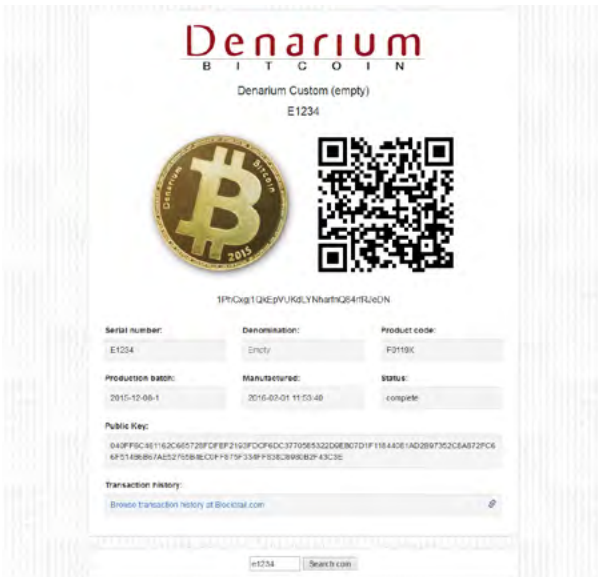 Denarium
BITCOIN
Denarium Custom (empty)
E1234
Denarium Bitcoin
2015
Serial number: Denomination: Product code:
E1234 Empty
Production batch: Manufactured: Status:
2015-12-08-1 2016-02-01 11:53:40 complete
Public Key:
Transaction history:
Browse transaction history at Blocktrail.com
e1234 Search coin